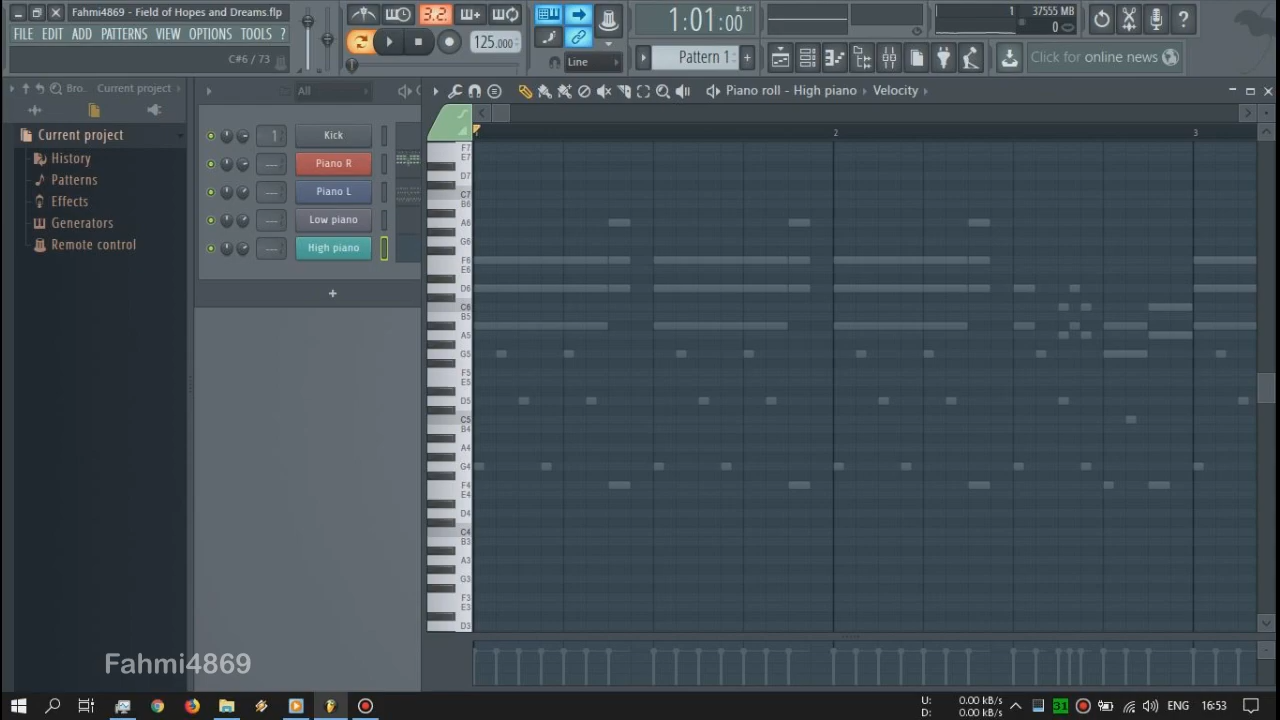 Fahmi4869 - Field of Hopes and Dreams.flp
FILE EDIT ADD PATTERNS VIEW OPTIONS TOOLS ?
C#6 / 73
3.2.
125.000
Line
1:01:00
Pattern 1
1
37555 MB
0
Click for online news
Bro..
Current project
All
Piano roll - High piano
Velocity
Current project
History
Patterns
Effects
Generators
Remote control
1
Kick
---
Piano R
---
Piano L
---
Low piano
---
High piano
+
2
3
F7
E7
D7
C7
B6
A6
G6
F6
E6
D6
C6
B5
A5
G5
F5
E5
D5
C5
B4
A4
G4
F4
E4
D4
C4
B3
A3
G3
F3
E3
D3
Fahmi4869
U: 0.00 kB/s
D: 0.00 kB/s
31
ENG
16:53